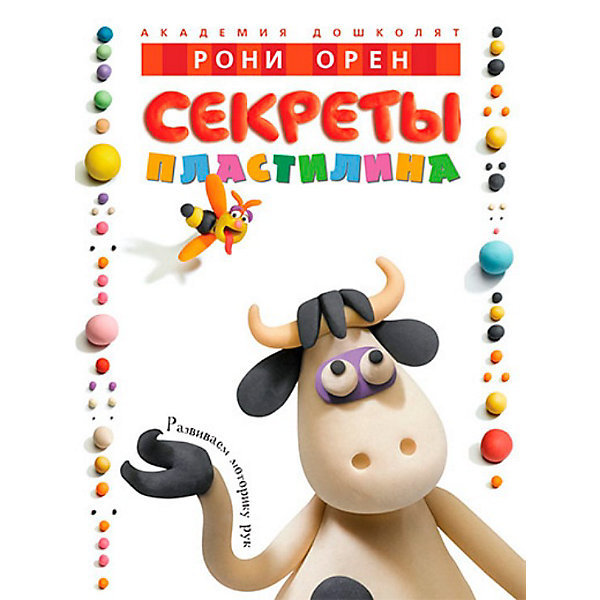 АКАДЕМИЯ ДОШКОЛЯТ
РОНИ ОРЕН
СЕКРЕТЫ
ПЛАСТИЛИНА
Развиваем моторику рук